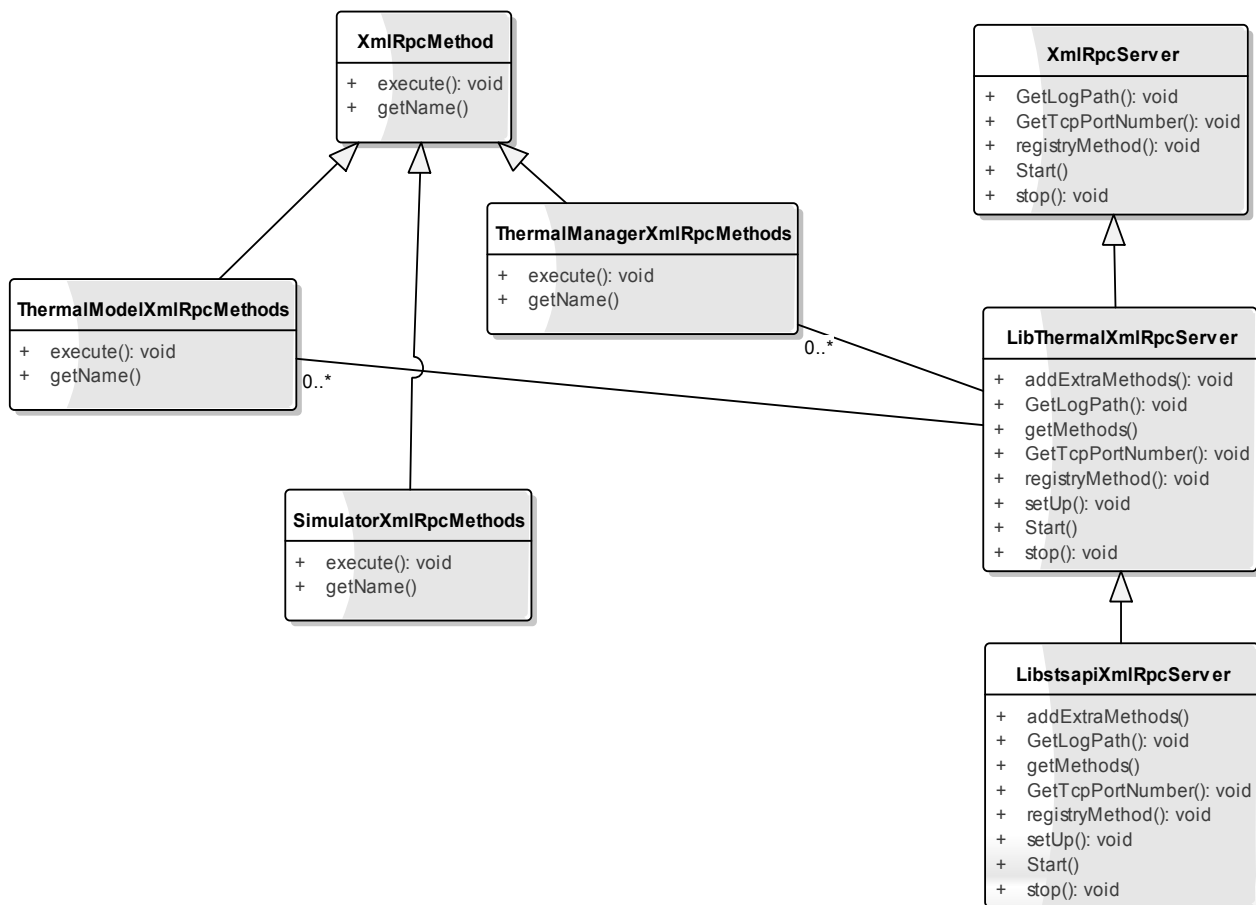 XmlRpcMethod
+ execute(): void
+ getName()
XmlRpcServer
+ GetLogPath(): void
+ GetTcpPortNumber(): void
+ registryMethod(): void
+ Start()
+ stop(): void
ThermalManagerXmlRpcMethods
+ execute(): void
+ getName()
0..*
ThermalModelXmlRpcMethods
+ execute(): void
+ getName()
0..*
LibThermalXmlRpcServer
+ addExtraMethods(): void
+ GetLogPath(): void
+ getMethods()
+ GetTcpPortNumber(): void
+ registryMethod(): void
+ setUp(): void
+ Start()
+ stop(): void
SimulatorXmlRpcMethods
+ execute(): void
+ getName()
LibstsapiXmlRpcServer
+ addExtraMethods()
+ GetLogPath(): void
+ getMethods()
+ GetTcpPortNumber(): void
+ registryMethod(): void
+ setUp(): void
+ Start()
+ stop(): void